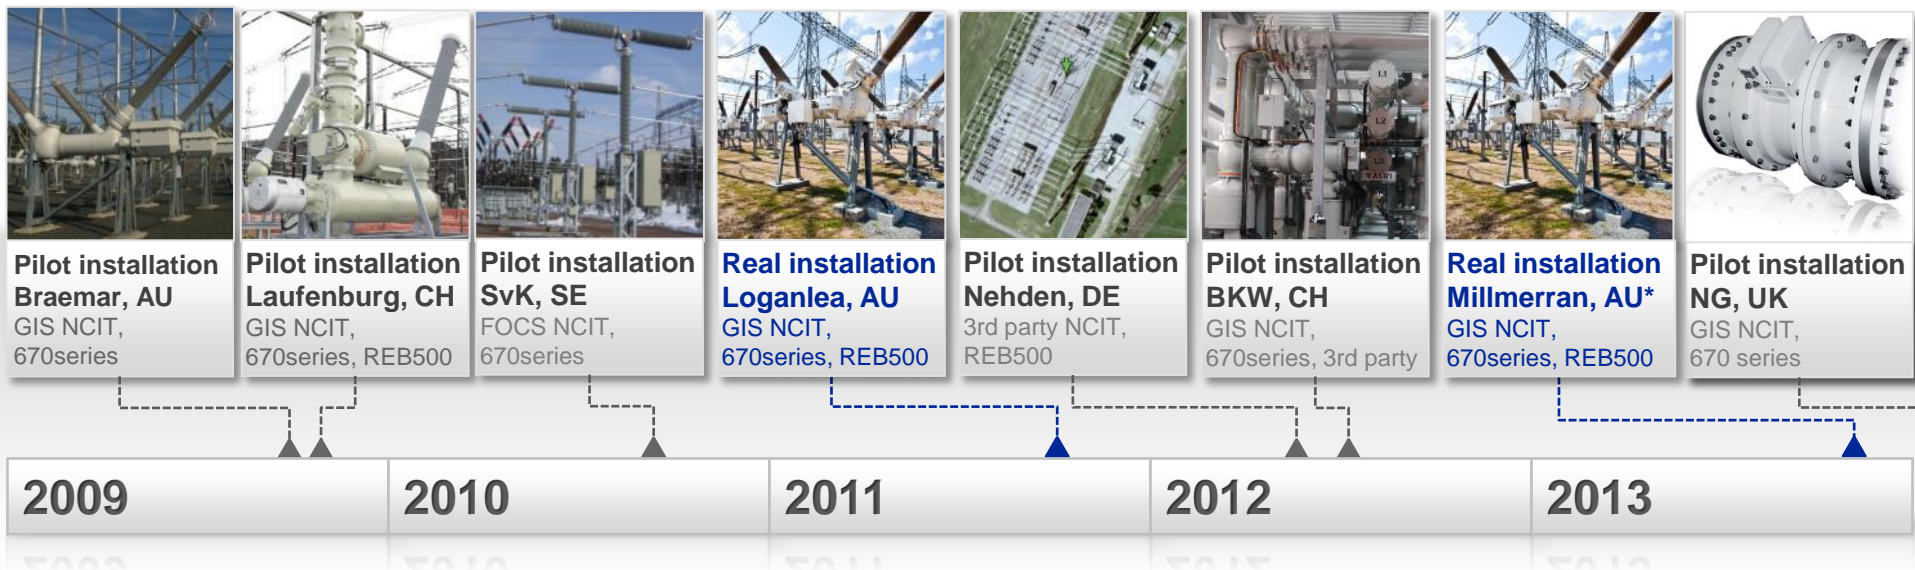 Pilot installation
Braemar, AU
GIS NCIT,
670series
Pilot installation
Laufenburg, CH
GIS NCIT,
670series, REB500
Pilot installation
SvK, SE
FOCS NCIT,
670series
Real installation
Loganlea, AU
GIS NCIT,
670series, REB500
Pilot installation
Nehden, DE
3rd party NCIT,
REB500
L1
L2
L3
Pilot installation
BKW, CH
GIS NCIT,
670series, 3rd party
Real installation
Millmerran, AU*
GIS NCIT,
670series, REB500
Pilot installation
NG, UK
GIS NCIT,
670 series
2009
2010
2011
2012
2013